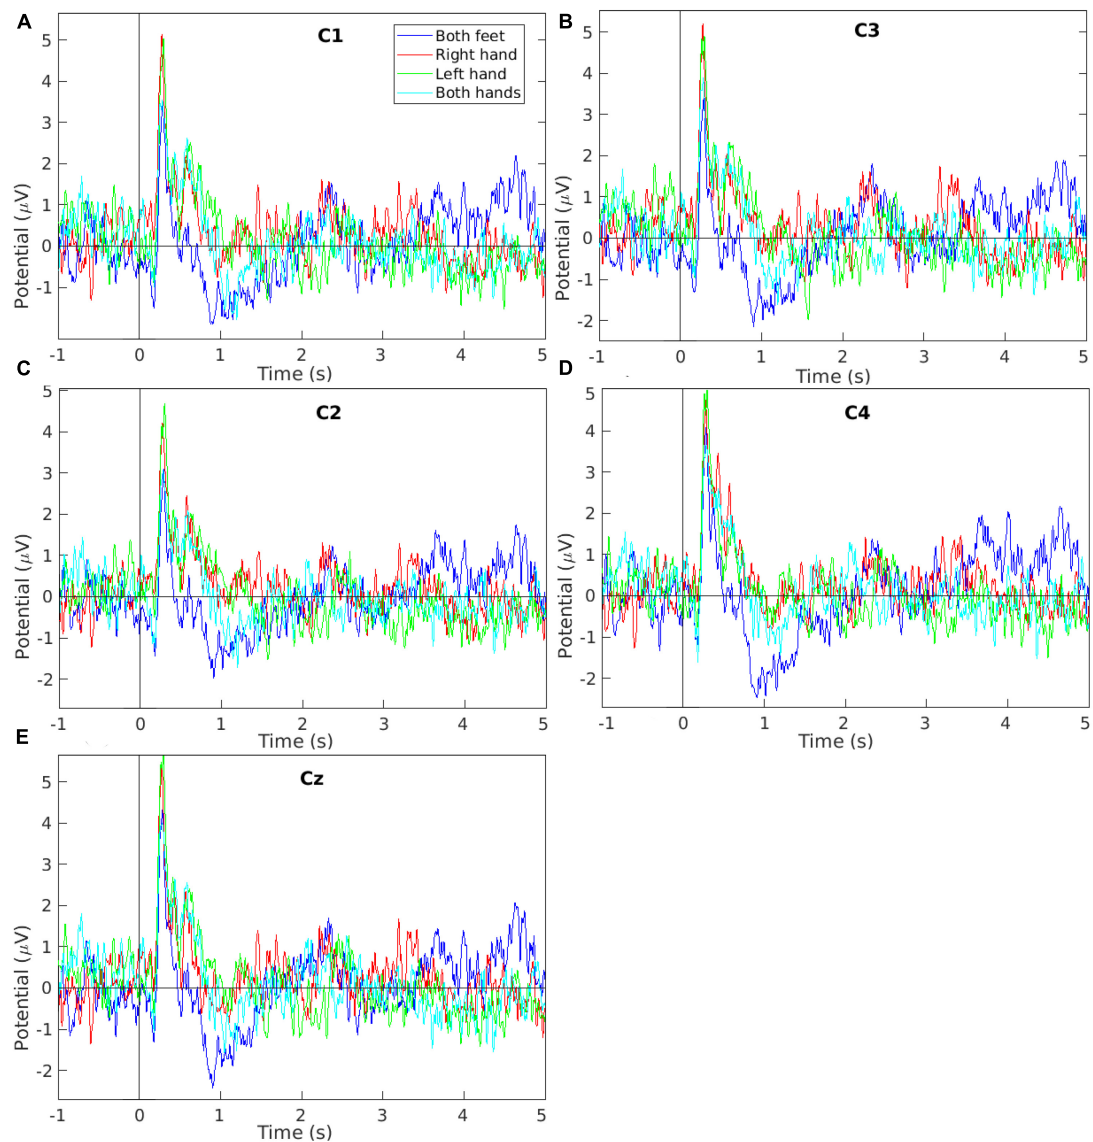 A
C1
Both feet
Right hand
Left hand
Both hands
5
4
3
2
1
0
-1
Potential (μV)
-1 0 1 2 3 4 5
Time (s)
B
C3
5
4
3
2
1
0
-1
-2
Potential (μV)
-1 0 1 2 3 4 5
Time (s)
C
C2
5
4
3
2
1
0
-1
-2
Potential (μV)
-1 0 1 2 3 4 5
Time (s)
D
C4
5
4
3
2
1
0
-1
-2
Potential (μV)
-1 0 1 2 3 4 5
Time (s)
E
Cz
5
4
3
2
1
0
-1
-2
Potential (μV)
-1 0 1 2 3 4 5
Time (s)